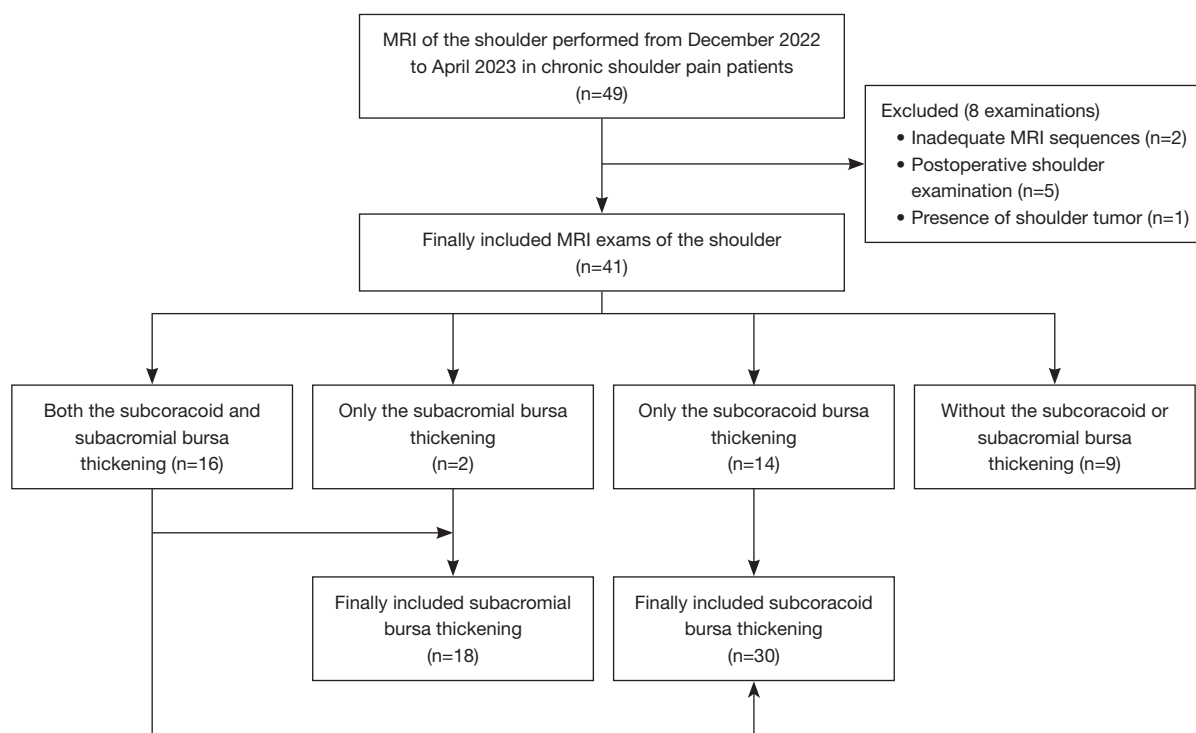 MRI of the shoulder performed from December 2022
to April 2023 in chronic shoulder pain patients
(n=49)
Excluded (8 examinations)
• Inadequate MRI sequences (n=2)
• Postoperative shoulder
examination (n=5)
• Presence of shoulder tumor (n=1)
Finally included MRI exams of the shoulder
(n=41)
Both the subcoracoid and
subacromial bursa
thickening (n=16)
Only the subacromial bursa
thickening
(n=2)
Only the subcoracoid bursa
thickening
(n=14)
Without the subcoracoid or
subacromial bursa
thickening (n=9)
Finally included subacromial
bursa thickening
(n=18)
Finally included subcoracoid
bursa thickening
(n=30)